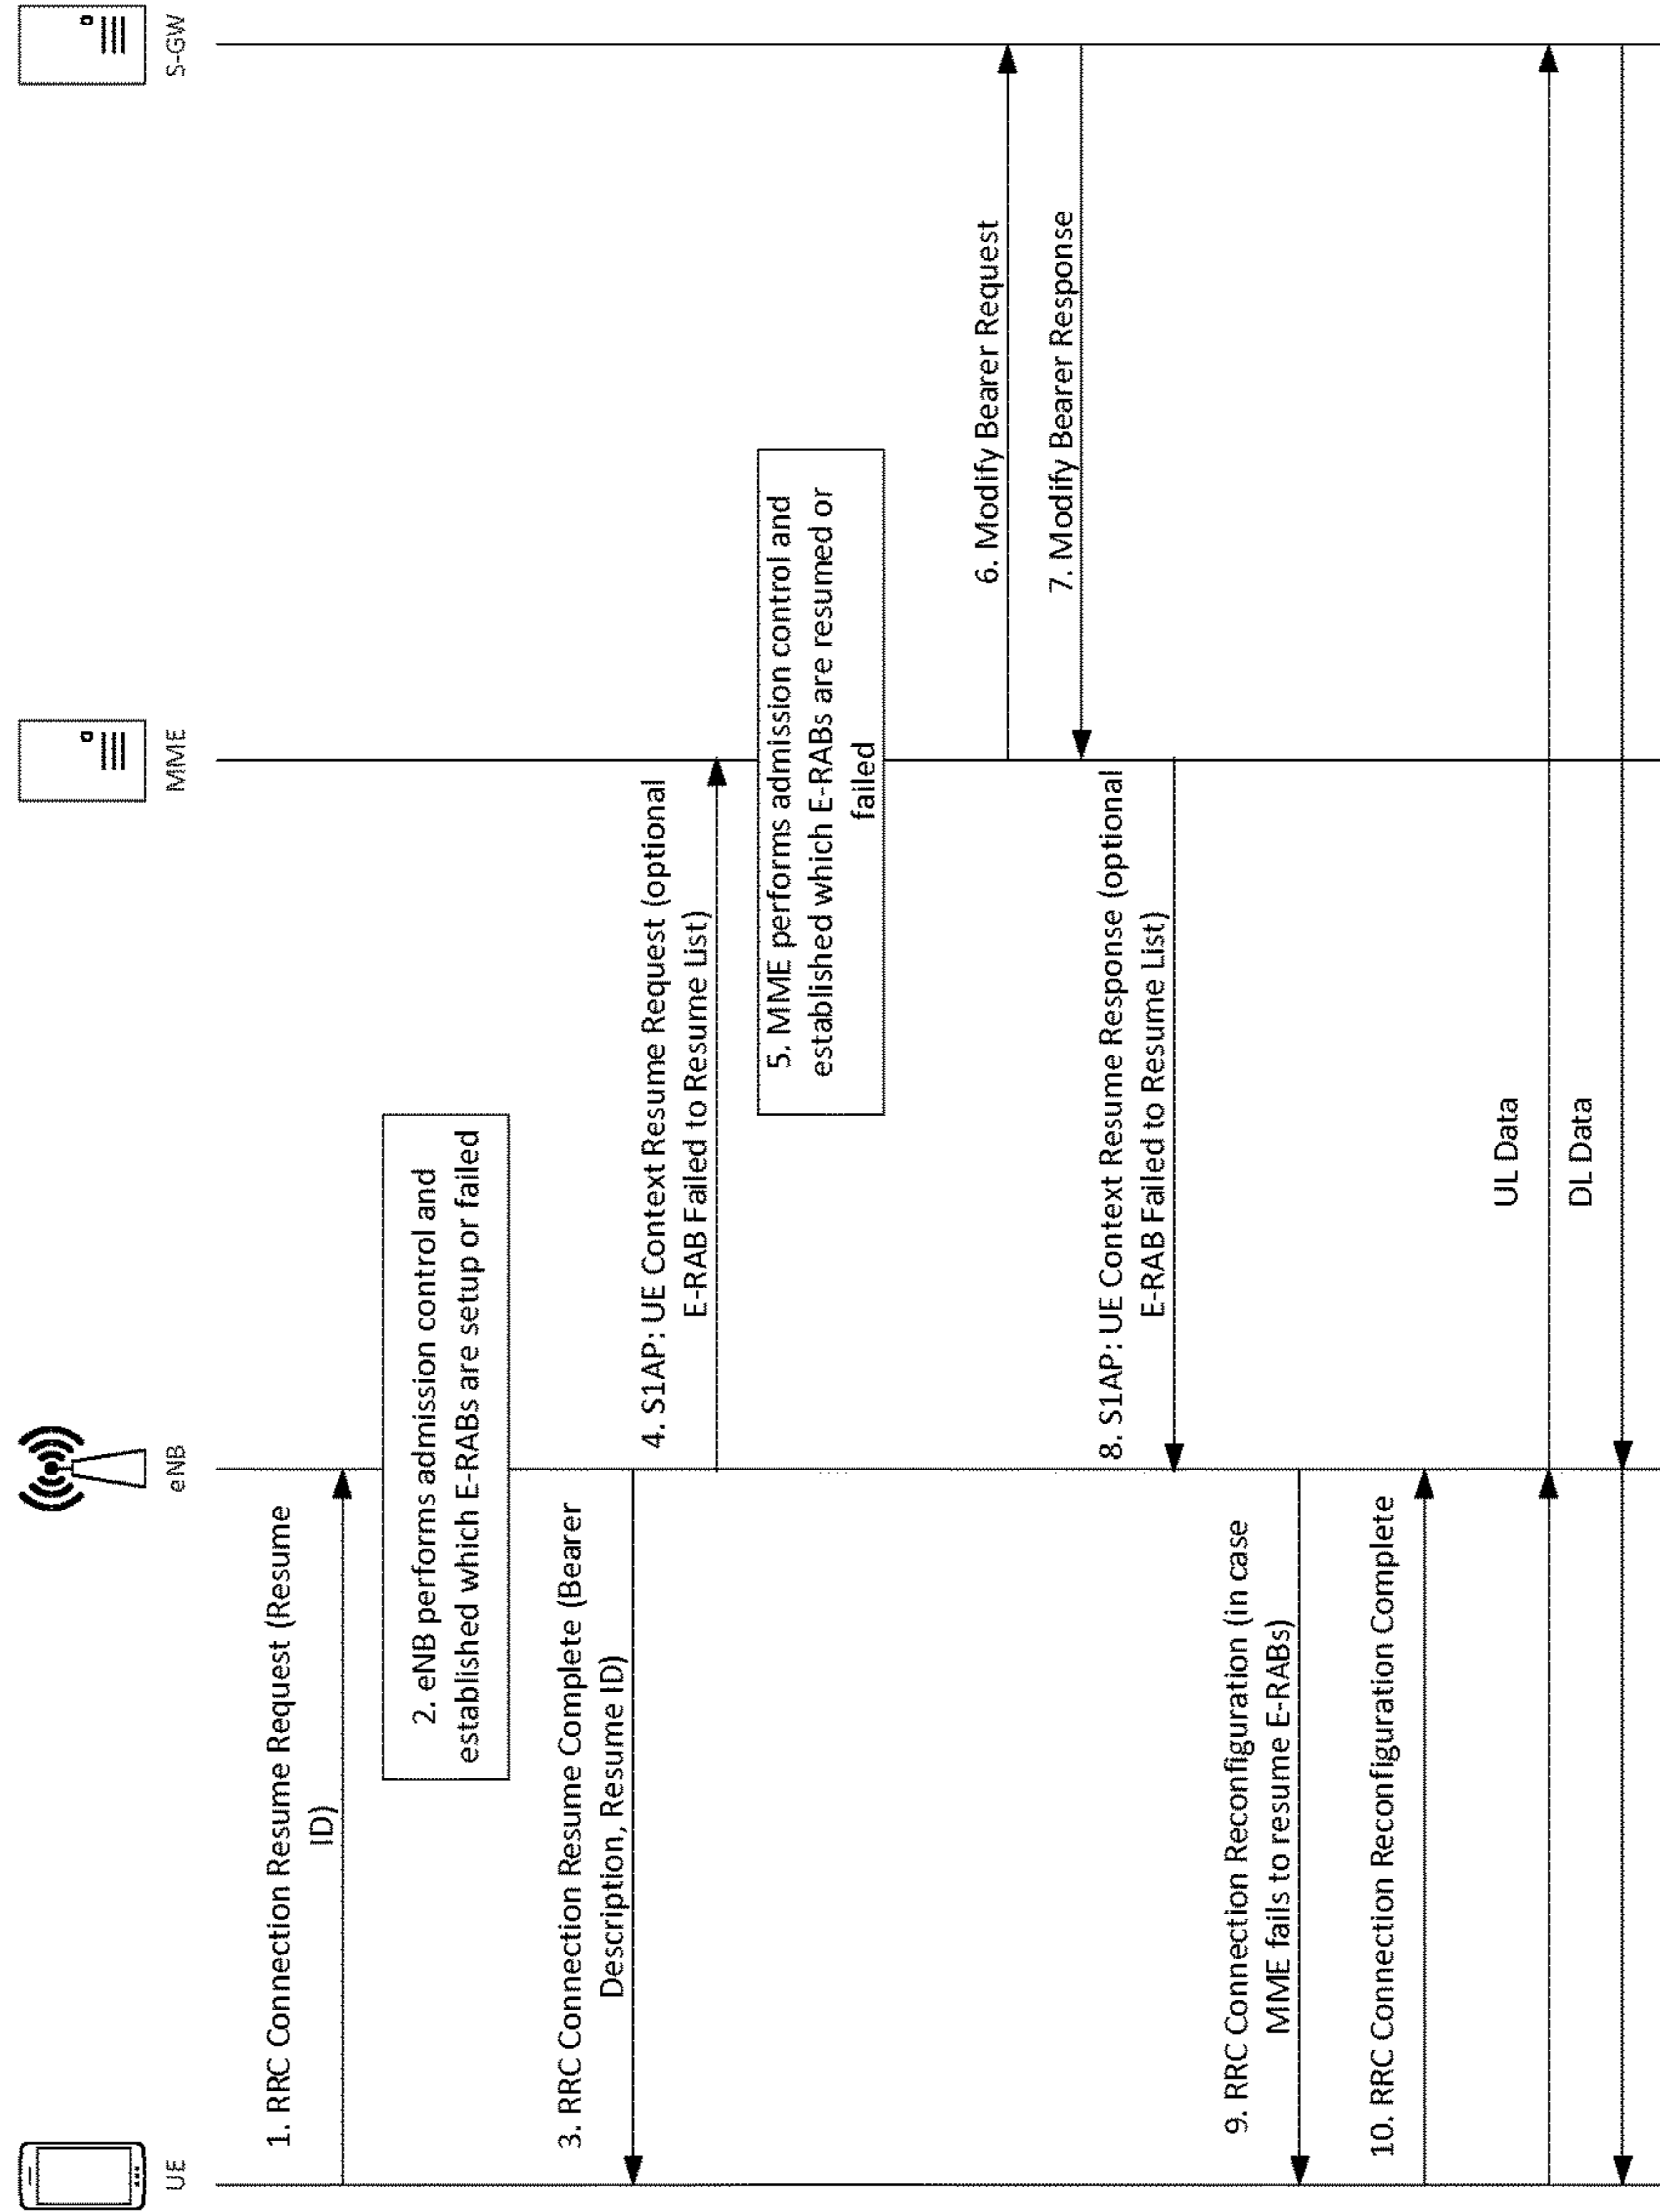 UE
eNB
MME
S-GW
1. RRC Connection Resume Request (Resume
ID)
2. eNB performs admission control and
established which E-RABs are setup or failed
3. RRC Connection Resume Complete (Bearer
Description, Resume ID)
4. S1AP: UE Context Resume Request (optional
E-RAB Failed to Resume List)
5. MME performs admission control and
established which E-RABs are resumed or
failed
6. Modify Bearer Request
7. Modify Bearer Response
8. S1AP: UE Context Resume Response (optional
E-RAB Failed to Resume List)
9. RRC Connection Reconfiguration (in case
MME fails to resume E-RABs)
10. RRC Connection Reconfiguration Complete
UL Data
DL Data